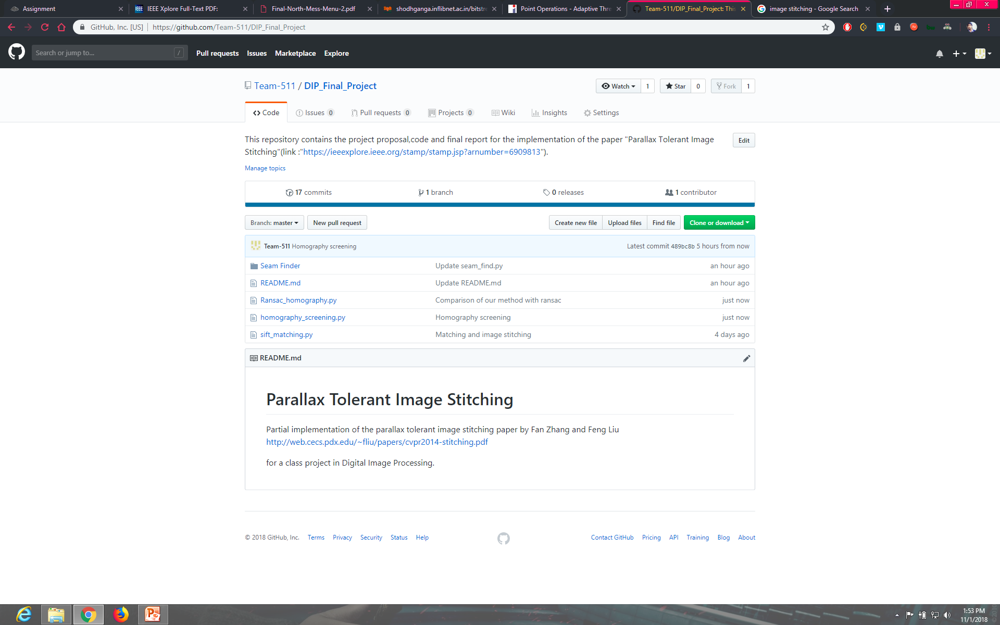 Assignment
IEEE IEEE Xplore Full-Text PDF:
Final-North-Mess-Menu-2.pdf
shodhganga.inflibnet.ac.in/bitstre
Point Operations - Adaptive Thre
Team-511/DIP_Final_Project: This
image stitching - Google Search
GitHub, Inc. [US] https://github.com/Team-511/DIP_Final_Project
Search or jump to... /
Pull requests Issues Marketplace Explore
Team-511 / DIP_Final_Project
Watch 1 Star 0 Fork 1
Code Issues 0 Pull requests 0 Projects 0 Wiki Insights Settings
This repository contains the project proposal,code and final report for the implementation of the paper "Parallax Tolerant Image
Stitching"(link :"https://ieeexplore.ieee.org/stamp/stamp.jsp?arnumber=6909813").
Edit
Manage topics
17 commits 1 branch 0 releases 1 contributor
Branch: master New pull request Create new file Upload files Find file Clone or download
Team-511 Homography screening Latest commit 489bc8b 5 hours from now
Seam Finder Update seam_find.py an hour ago
README.md Update README.md an hour ago
Ransac_homography.py Comparison of our method with ransac just now
homography_screening.py Homography screening just now
sift_matching.py Matching and image stitching 4 days ago
README.md
Parallax Tolerant Image Stitching
Partial implementation of the parallax tolerant image stitching paper by Fan Zhang and Feng Liu
http://web.cecs.pdx.edu/~fliu/papers/cvpr2014-stitching.pdf
for a class project in Digital Image Processing.
© 2018 GitHub, Inc. Terms Privacy Security Status Help Contact GitHub Pricing API Training Blog About
1:53 PM
11/1/2018